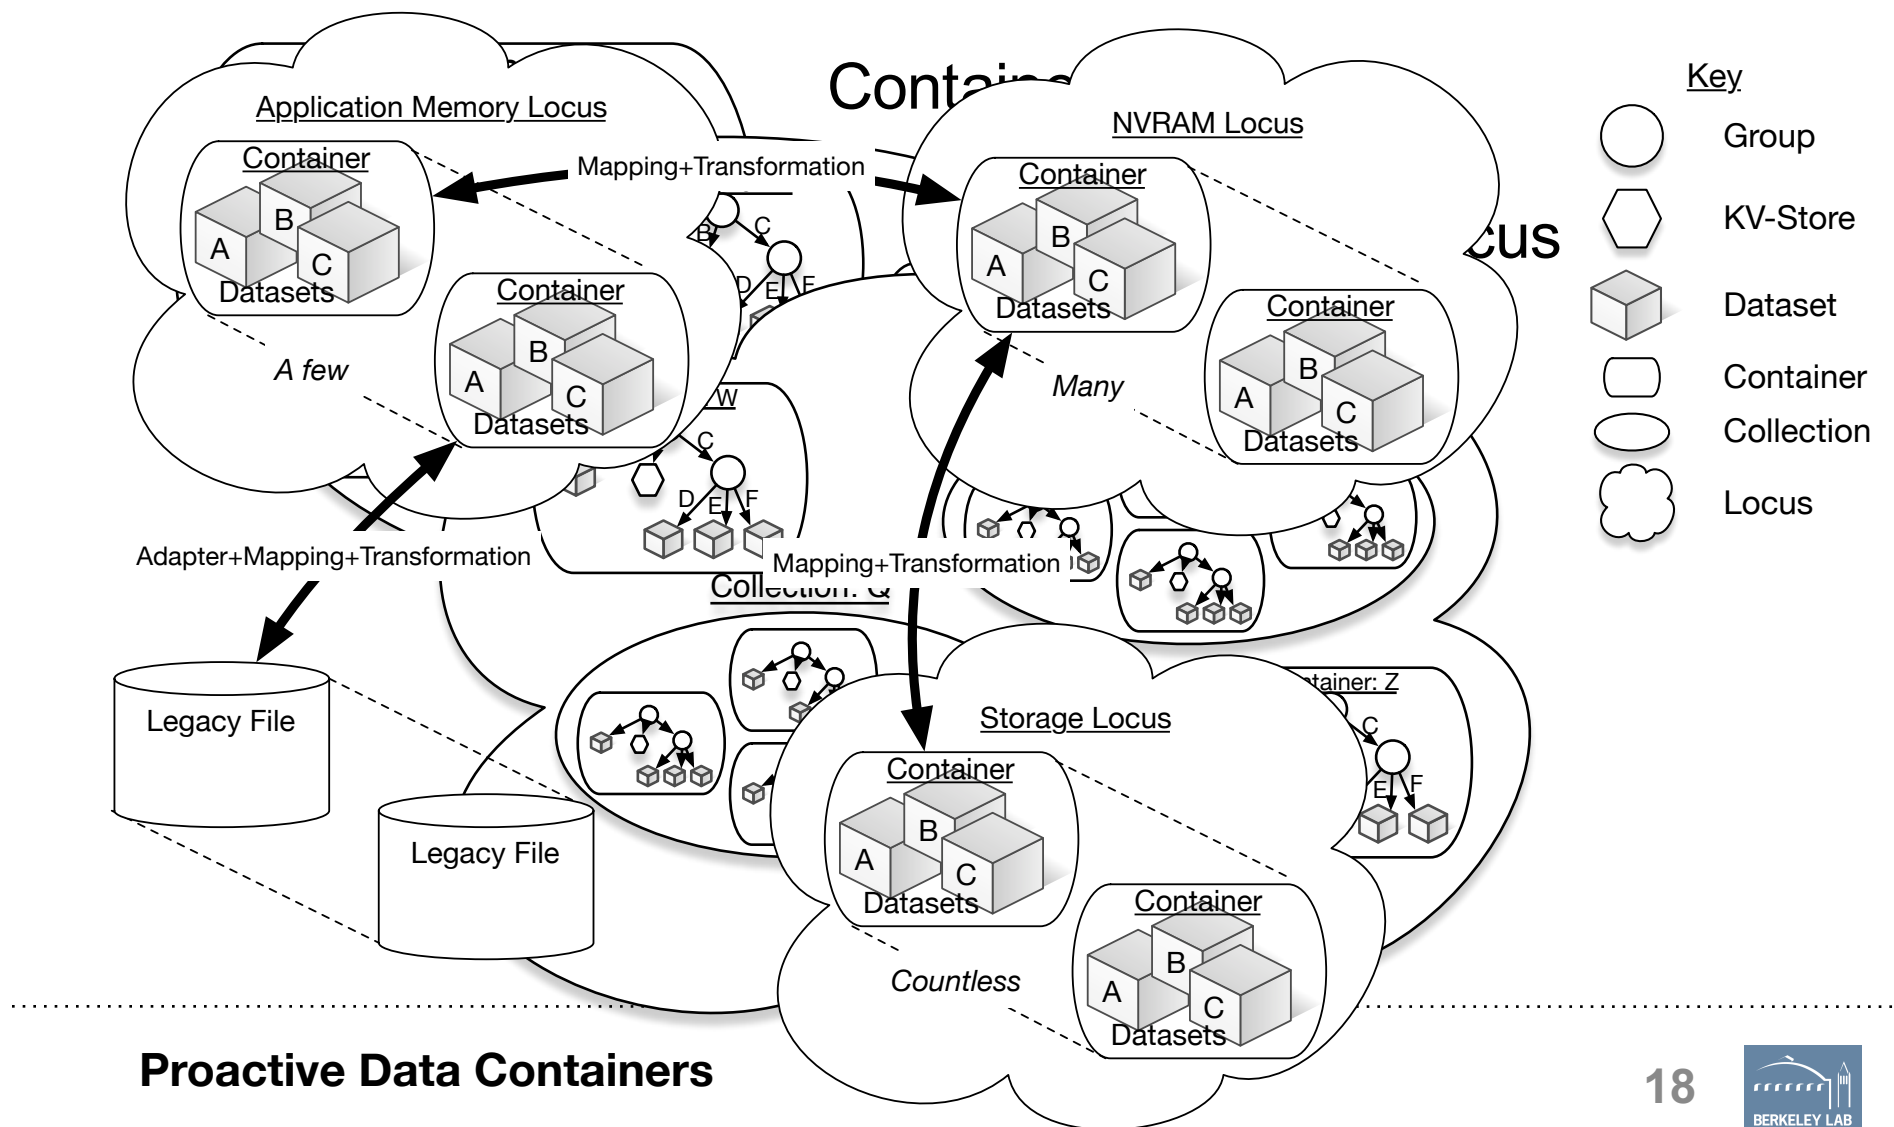 Application Memory Locus
Container
A
B
C
Datasets
A few
Container
A
B
C
Datasets
Mapping+Transformation
NVRAM Locus
Container
A
B
C
Datasets
Many
Container
A
B
C
Datasets
Key
Group
KV-Store
Dataset
Container
Collection
Locus
B
C
D
E
F
W
C
D
E
F
Adapter+Mapping+Transformation
Mapping+Transformation
Collection: Q
Legacy File
Legacy File
Storage Locus
Container
A
B
C
Datasets
Countless
Container
A
B
C
Datasets
: Z
C
E
F
Proactive Data Containers
18
BERKELEY LAB